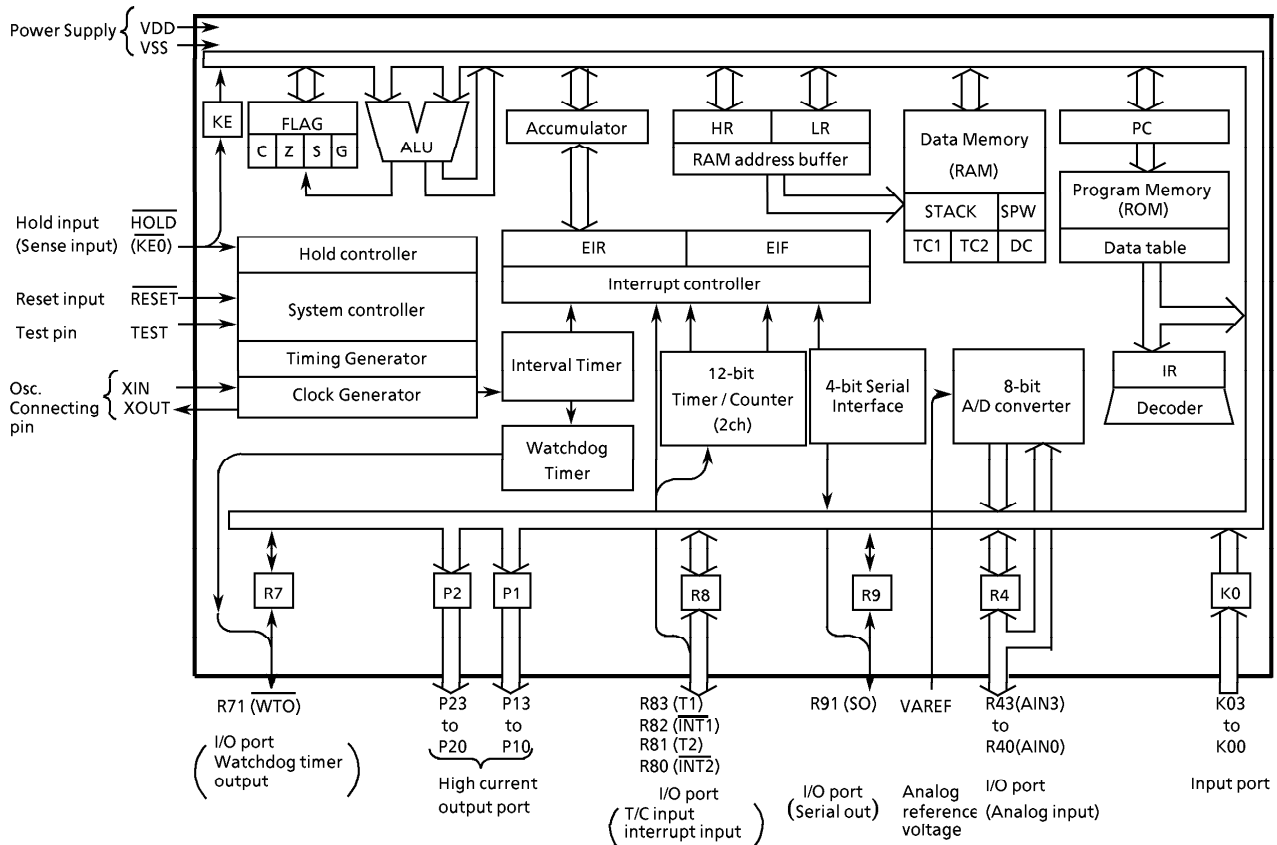 Power Supply
VDD
VSS
KE
FLAG
C Z S G
ALU
Accumulator
HR LR
RAM address buffer
Data Memory
(RAM)
STACK SPW
TC1 TC2 DC
PC
Program Memory
(ROM)
Data table
Hold input HOLD
(Sense input) (KE0)
Reset input RESET
Test pin TEST
Osc.
Connecting
pin
XIN
XOUT
Hold controller
System controller
Timing Generator
Clock Generator
EIR EIF
Interrupt controller
Interval Timer
Watchdog
Timer
12-bit
Timer / Counter
(2ch)
4-bit Serial
Interface
8-bit
A/D converter
IR
Decoder
R7
P2
P1
R8
R9
R4
K0
R71 (WTO)
I/O port
Watchdog timer
output
P23
to
P20
P13
to
P10
High current
output port
R83 (T1)
R82 (INT1)
R81 (T2)
R80 (INT2)
I/O port
T/C input
interrupt input
R91 (SO)
I/O port
(Serial out)
VAREF
Analog
reference
voltage
R43(AIN3)
to
R40(AIN0)
I/O port
(Analog input)
K03
to
K00
Input port